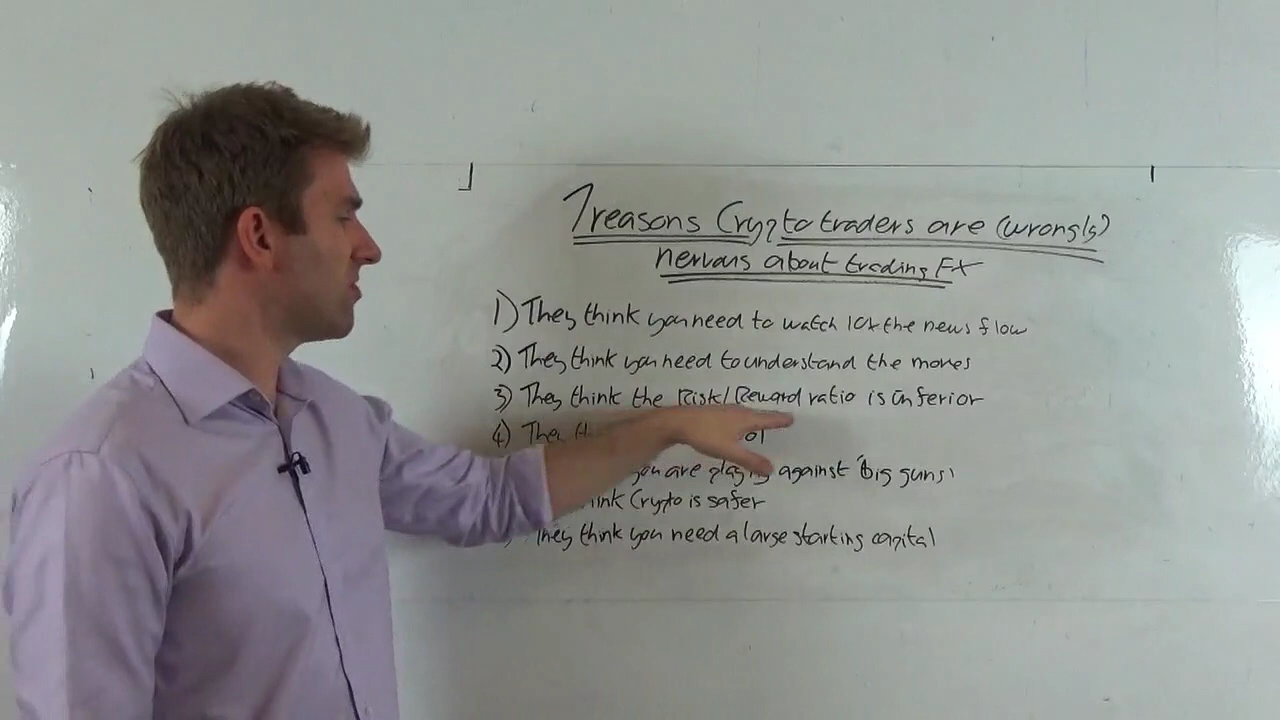 7 reasons Crypto traders are (wrongly)
nervous about trading FX
1) They think you need to watch for the news flow
2) They think you need to understand the moves
3) They think the Risk/Reward ratio is inferior
4) They
you are playing against 'big guns'
think Crypto is safer
They think you need a large starting capital